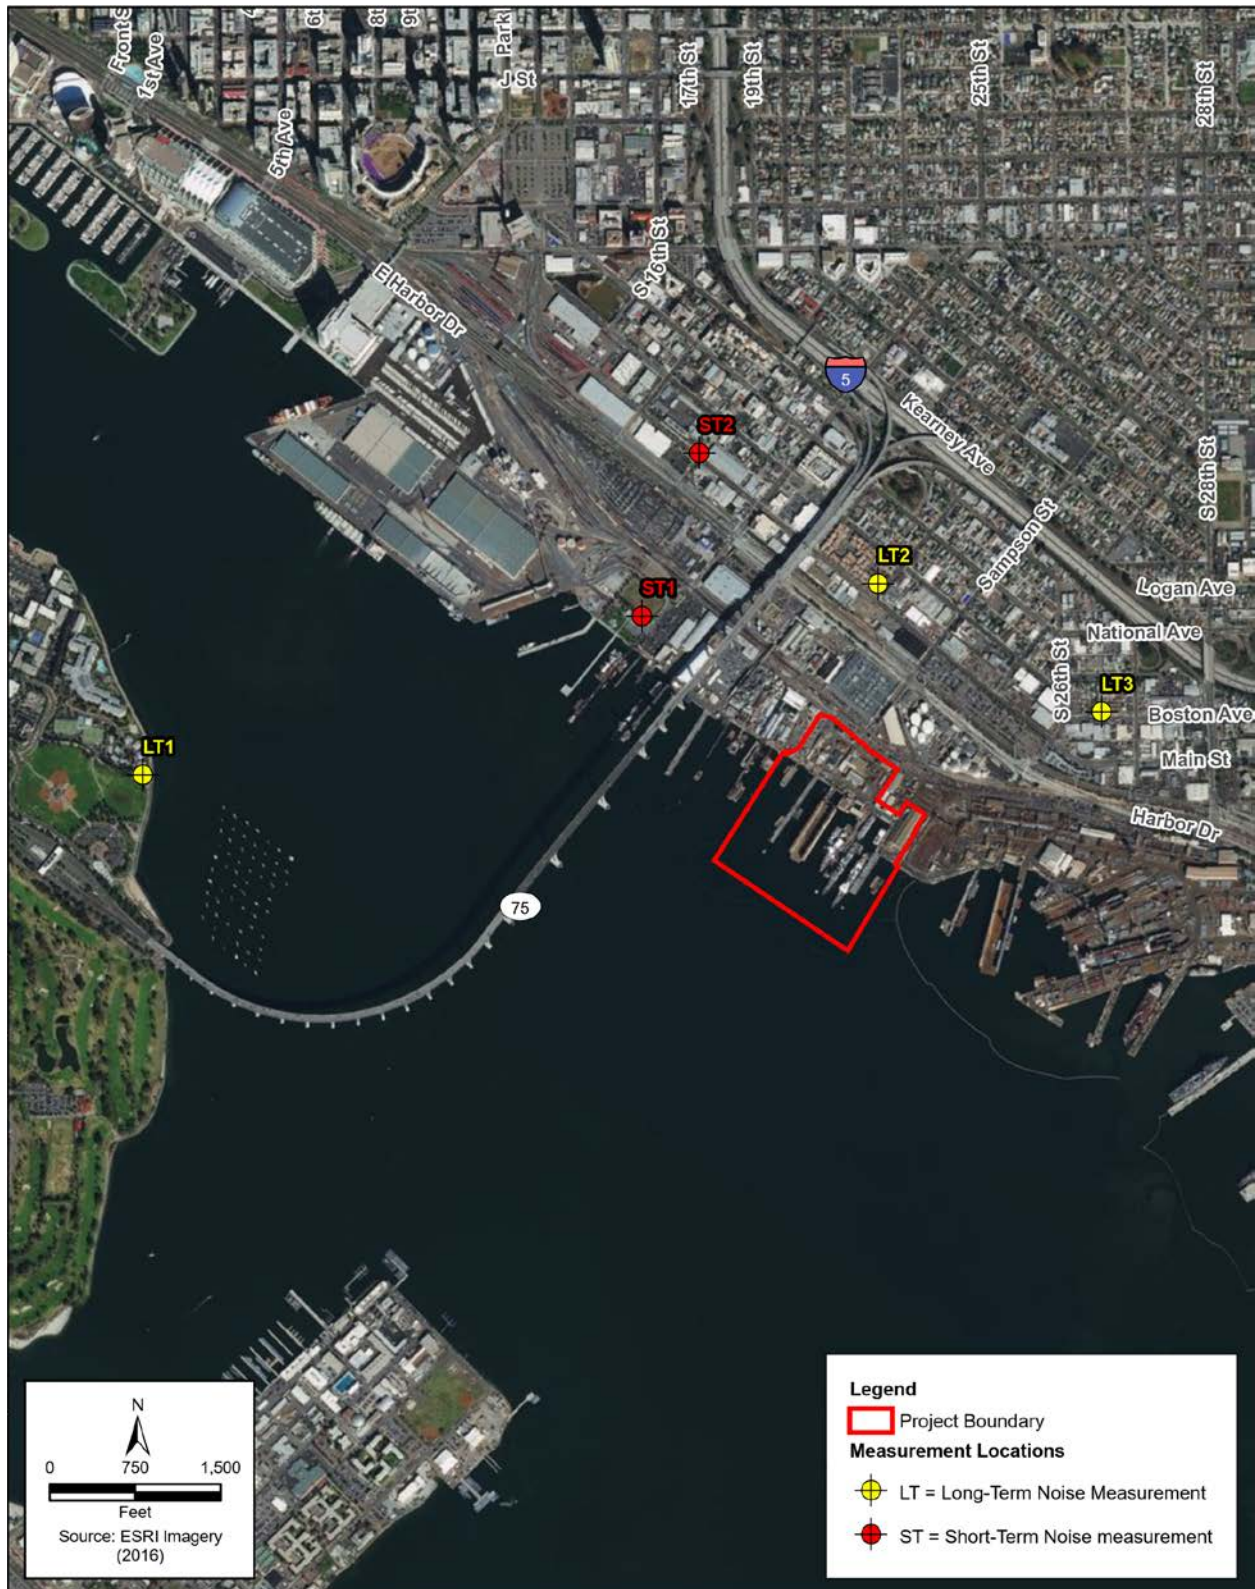 Front S
1st Ave
5th Ave
6t
8t
9t
Park
J St
17th St
19th St
25th St
28th St
S 16th St
E Harbor Dr
5
Kearney Ave
S 28th St
ST2
LT2
Sampson St
Logan Ave
ST1
National Ave
S 26th St
LT3
Boston Ave
Main St
LT1
Harbor Dr
75
N
0 750 1,500
Feet
Source: ESRI Imagery
(2016)
Legend
Project Boundary
Measurement Locations
LT = Long-Term Noise Measurement
ST = Short-Term Noise measurement